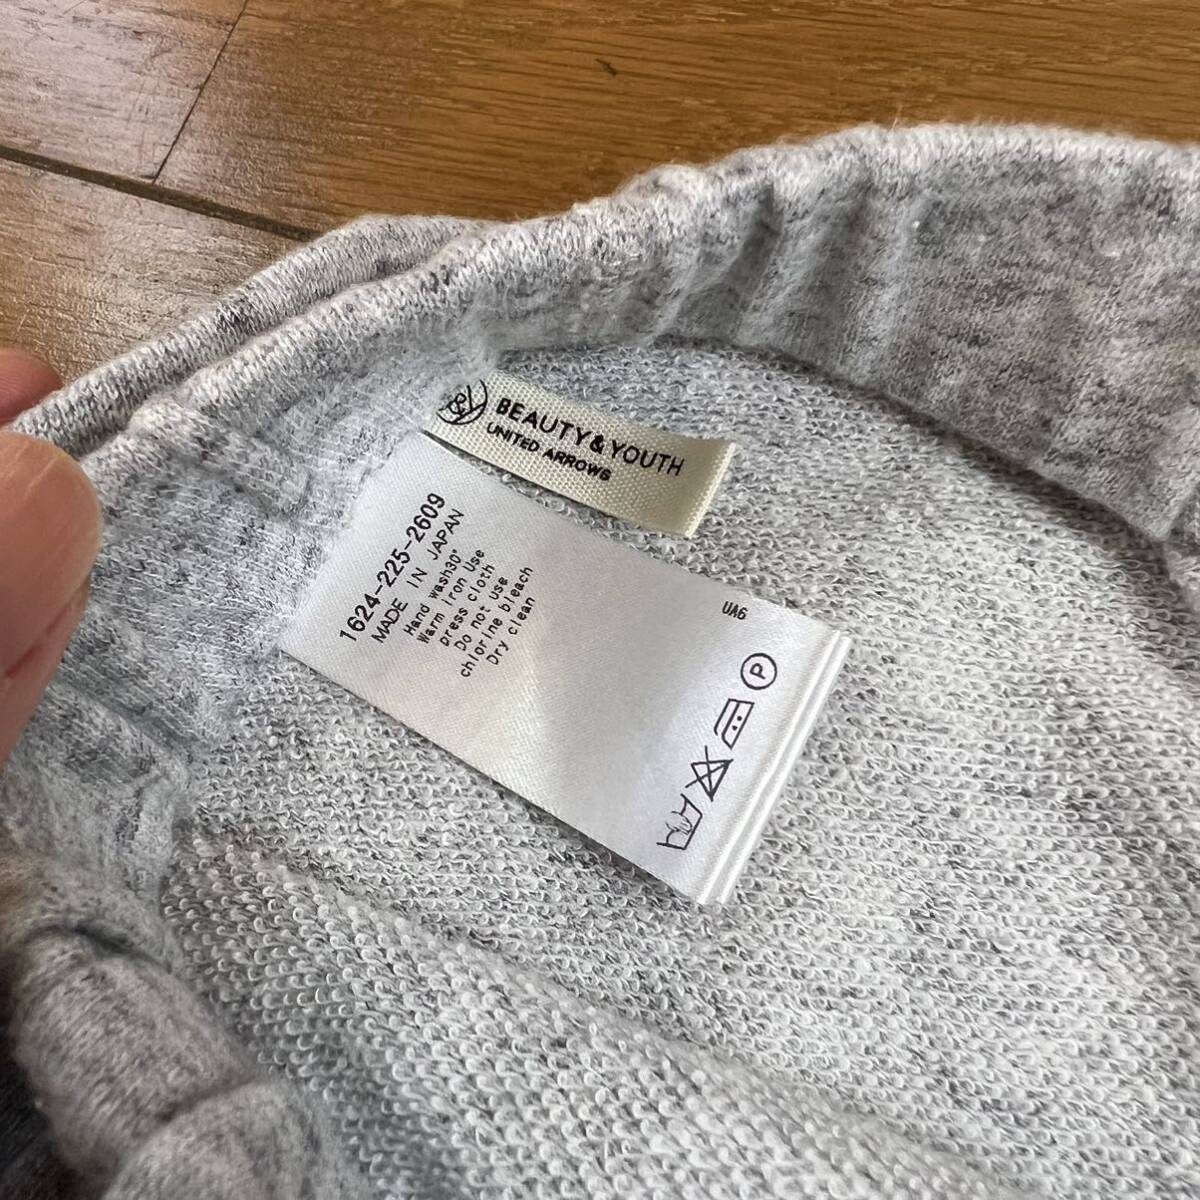 BEAUTY&YOUTH
UNITED ARROWS
1624-225-2609
MADE IN JAPAN
Hand wash30°
Warm Iron Use
press cloth
Do not use
chlorine bleach
Dry clean
UA6
P